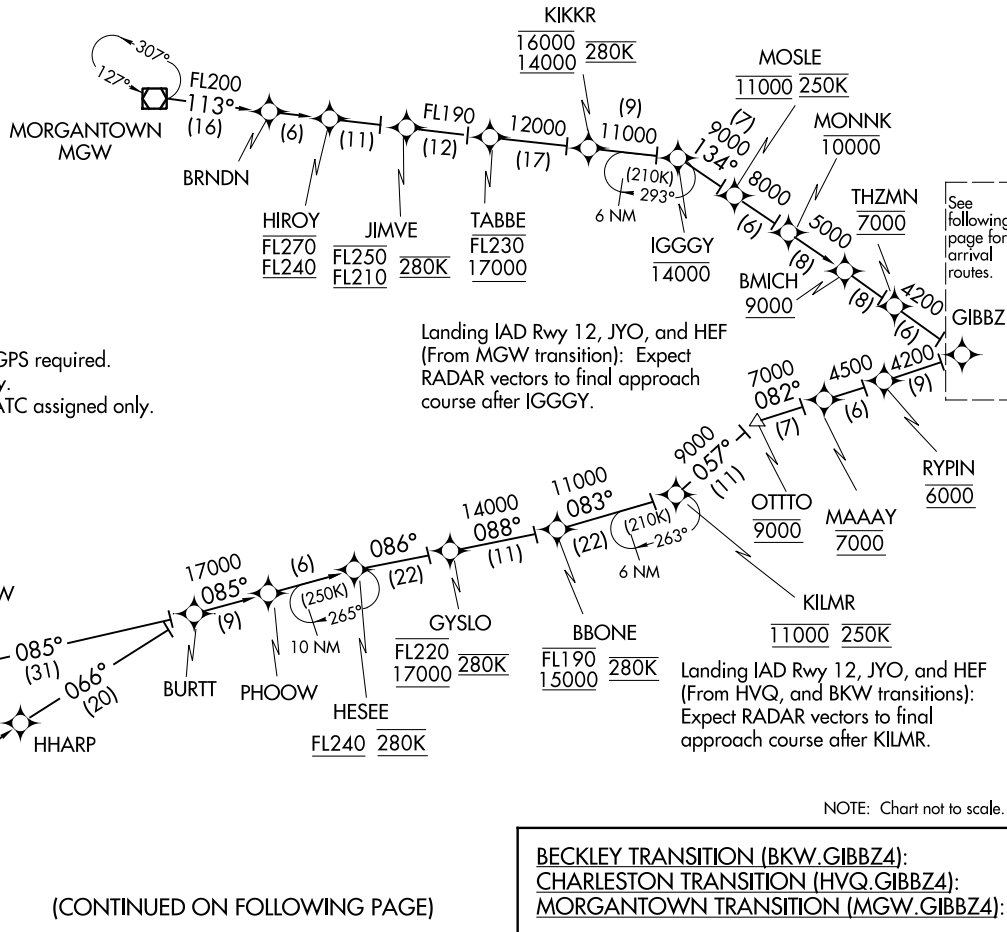 KIKKR
16000
14000
280K
MOSLE
11000 250K
MONNK
10000
THZMN
7000
307°
127°
FL200
113°
(16)
MORGANTOWN
MGW
(6)
(11)
FL190
(12)
12000
(17)
(9)
11000
(7)
9000
134°
8000
(6)
5000
(8)
4200
(8)
(6)
BRNDN
HIROY
FL270
FL240
JIMVE
FL250
FL210
280K
TABBE
FL230
17000
(210K)
293°
6 NM
IGGGY
14000
BMICH
9000
See
following
page for
arrival
routes.
GIBBZ
GPS required.
y.
ATC assigned only.
Landing IAD Rwy 12, JYO, and HEF
(From MGW transition): Expect
RADAR vectors to final approach
course after IGGGY.
7000
082°
(7)
4500
(6)
4200
(9)
RYPIN
6000
MAAAY
7000
OTTTO
9000
9000
057°
(11)
11000
083°
(22)
(210K)
263°
6 NM
14000
088°
(11)
086°
(22)
(6)
(250K)
265°
10 NM
17000
085°
(9)
W
085°
(31)
066°
(20)
HHARP
BURTT
PHOOW
HESEE
FL240 280K
GYSLO
FL220
17000
280K
BBONE
FL190
15000
280K
KILMR
11000 250K
Landing IAD Rwy 12, JYO, and HEF
(From HVQ, and BKW transitions):
Expect RADAR vectors to final
approach course after KILMR.
NOTE: Chart not to scale.
BECKLEY TRANSITION (BKW.GIBBZ4):
CHARLESTON TRANSITION (HVQ.GIBBZ4):
MORGANTOWN TRANSITION (MGW.GIBBZ4):
(CONTINUED ON FOLLOWING PAGE)